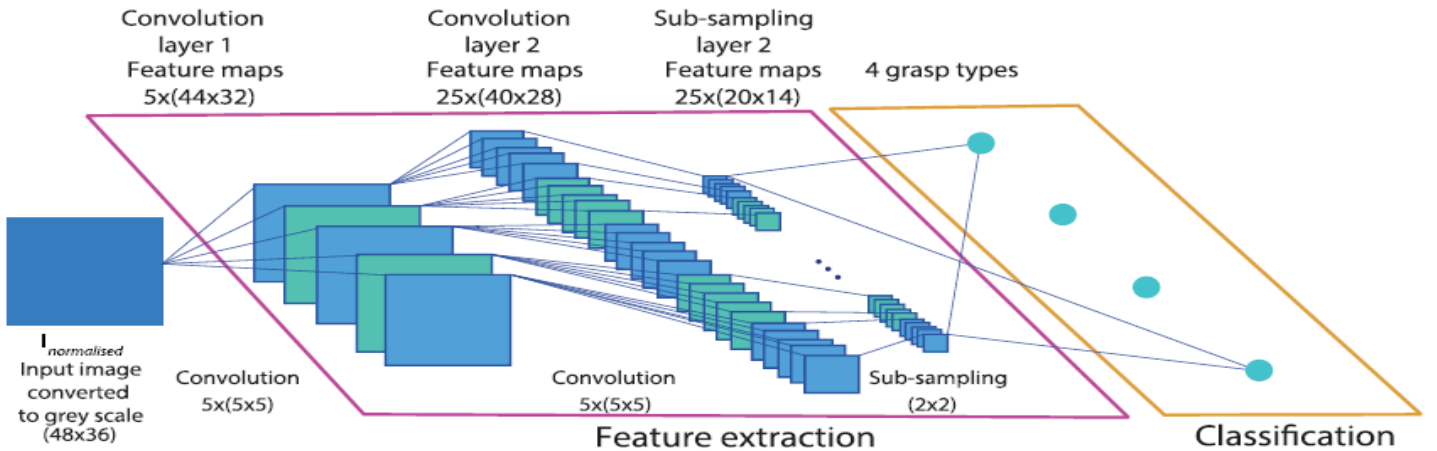 Convolution
layer 1
Feature maps
5x(44x32)
Convolution
layer 2
Feature maps
25x(40x28)
Sub-sampling
layer 2
Feature maps
25x(20x14)
4 grasp types
I normalised
Input image
converted
to grey scale
(48x36)
Convolution
5x(5x5)
Convolution
5x(5x5)
Sub-sampling
(2x2)
Feature extraction
Classification